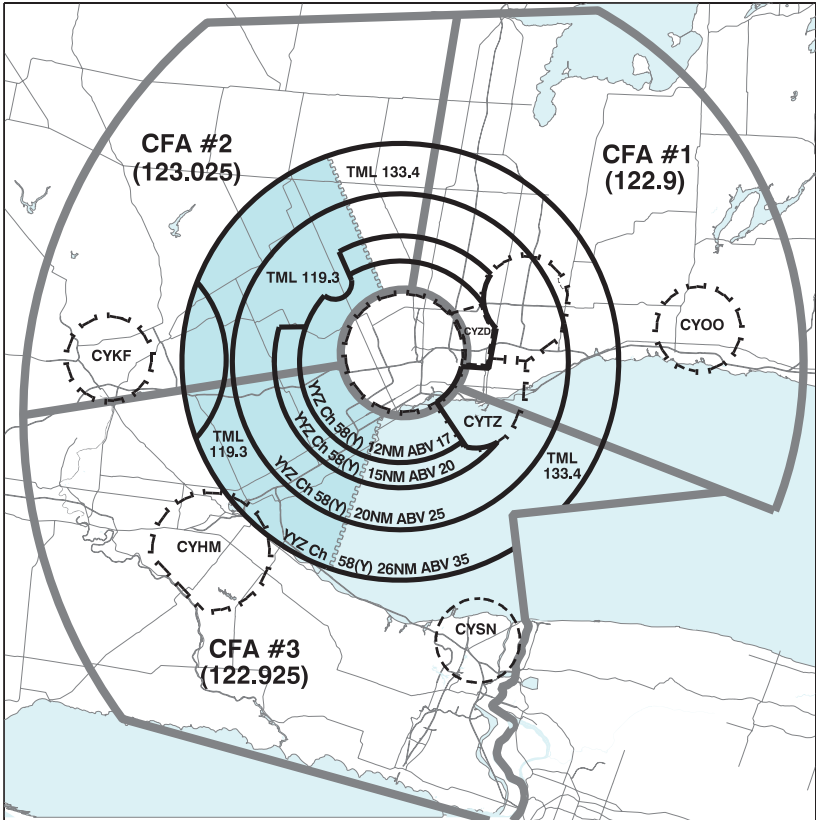 CFA #2
(123.025)
TML 133.4
CFA #1
(122.9)
TML 119.3
CYZD
CYOO
CYKF
YYZ Ch 58(Y) 12NM ABV 17
CYTZ
YYZ Ch 58(Y) 15NM ABV 20
TML
119.3
TML
133.4
YYZ Ch 58(Y) 20NM ABV 25
CYHM
YYZ Ch 58(Y) 26NM ABV 35
CYSN
CFA #3
(122.925)